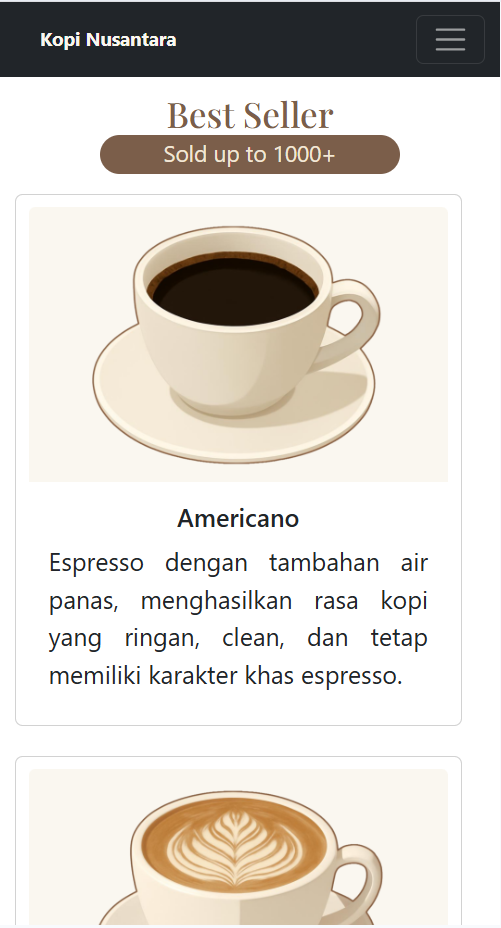 Kopi Nusantara
Best Seller
Sold up to 1000+
Americano
Espresso dengan tambahan air
panas, menghasilkan rasa kopi
yang ringan, clean, dan tetap
memiliki karakter khas espresso.